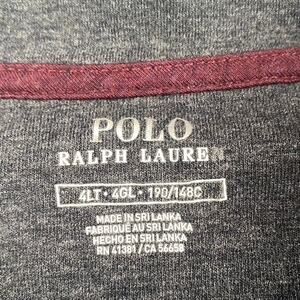 POLO
RALPH LAUREN
4LT • 4GL • 190/148C
MADE IN SRI LANKA
FABRIQUÉ AU SRI LANKA
HECHO EN SRI LANKA
RN 41381 / CA 56658